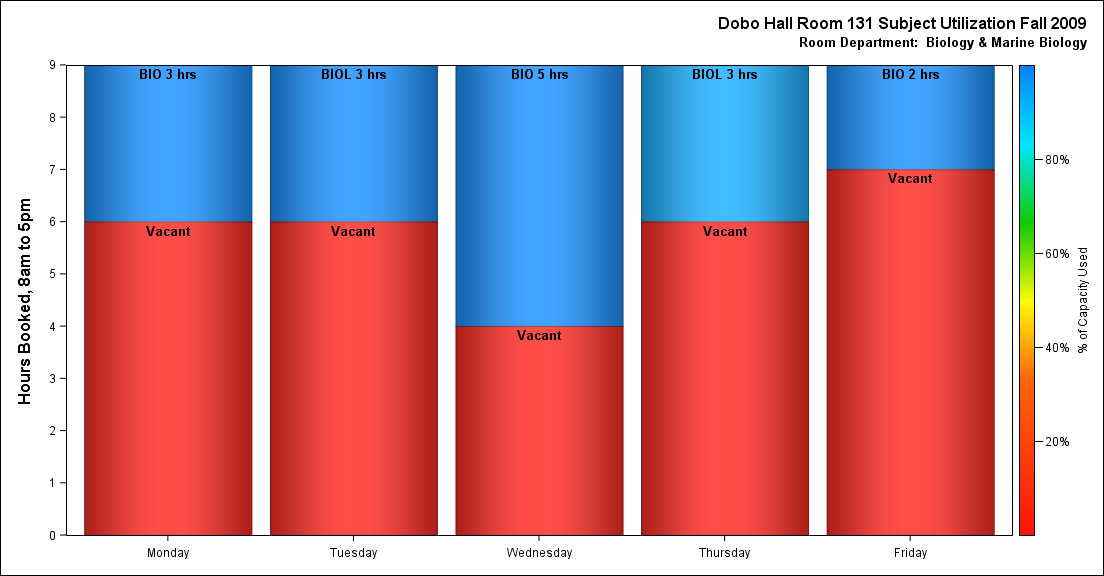 Dobo Hall Room 131 Subject Utilization Fall 2009
Room Department:  Biology & Marine Biology
Hours Booked, 8am to 5pm
9
8
7
6
5
4
3
2
1
0
BIO 3 hrs
Vacant
BIOL 3 hrs
Vacant
BIO 5 hrs
Vacant
BIOL 3 hrs
Vacant
BIO 2 hrs
Vacant
Monday
Tuesday
Wednesday
Thursday
Friday
80%
60%
40%
20%
% of Capacity Used